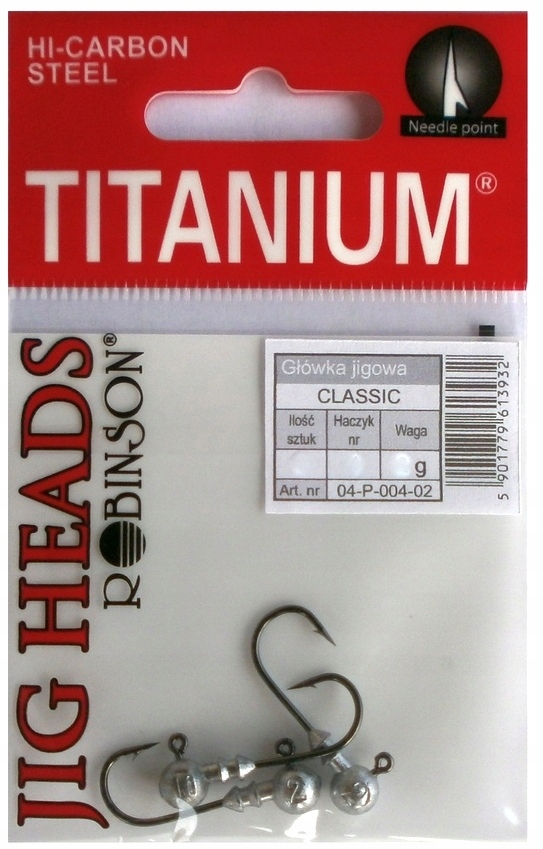 HI-CARBON
STEEL
Needle point
TITANIUM®
JIG HEADS
ROBINSON®
Główka jigowa
CLASSIC
Ilość sztuk
Haczyk nr
Waga
g
Art. nr 04-P-004-02
5 901779 613932
2